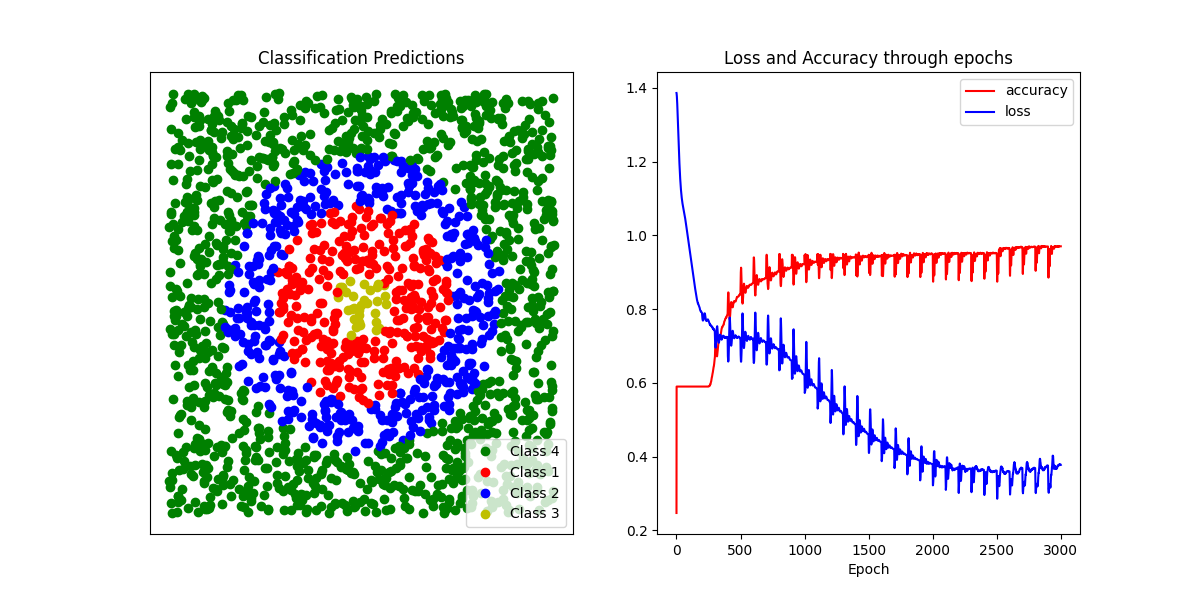 Classification Predictions
Class 4
Class 1
Class 2
Class 3
Loss and Accuracy through epochs
accuracy
loss
1.4
1.2
1.0
0.8
0.6
0.4
0.2
0 500 1000 1500 2000 2500 3000
Epoch